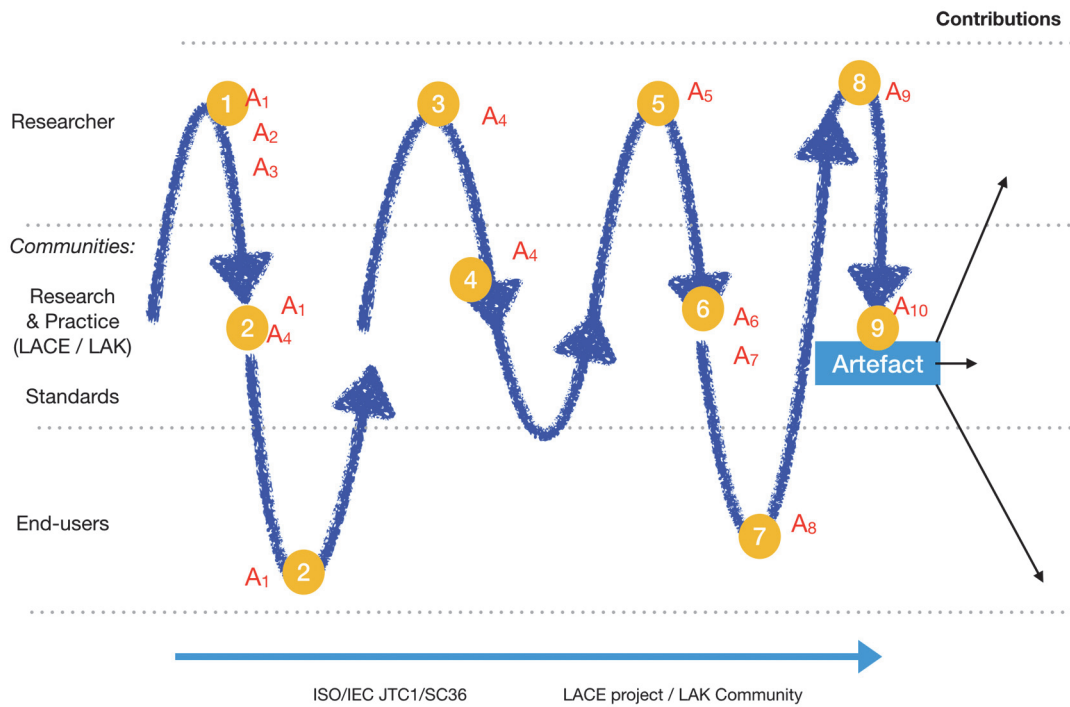 Contributions
Researcher
1 A1
A2
A3
3 A4
5 A5
8 A9
Communities:
Research
& Practice
(LACE / LAK)
Standards
2 A1
A4
4 A4
6 A6
A7
9 A10
Artefact
End-users
A1 2
7 A8
ISO/IEC JTC1/SC36
LACE project / LAK Community